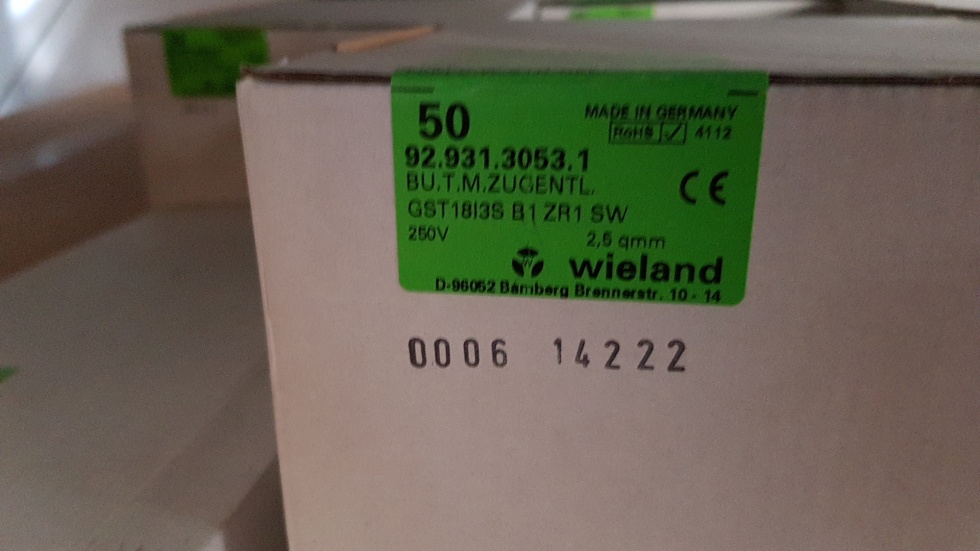 50
MADE IN GERMANY
RoHS ✓ 4112
92.931.3053.1
BU.T.M.ZUGENTL.
CE
GST18I3S B1 ZR1 SW
250V 2,5 qmm
wieland
D-96052 Bamberg Brennerstr. 10 - 14
0006 14222